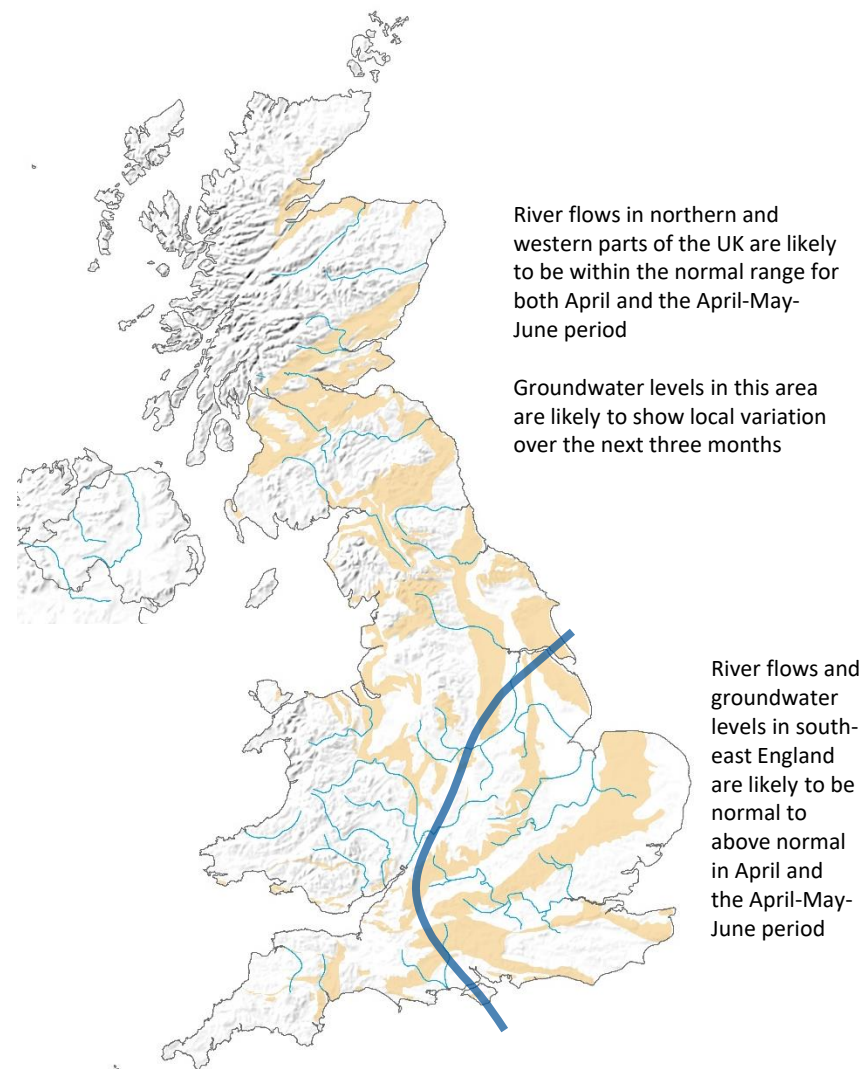 River flows in northern and
western parts of the UK are likely
to be within the normal range for
both April and the April-May-
June period
Groundwater levels in this area
are likely to show local variation
over the next three months
River flows and
groundwater
levels in south-
east England
are likely to be
normal to
above normal
in April and
the April-May-
June period